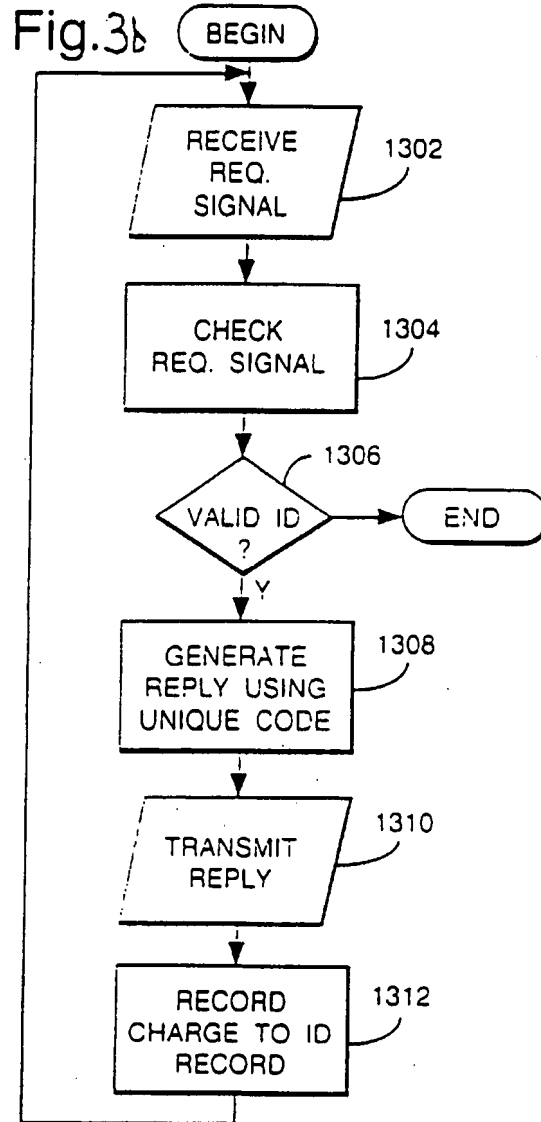 Fig.3b
BEGIN
RECEIVE
REQ.
SIGNAL
1302
CHECK
REQ. SIGNAL
1304
1306
VALID ID
?
END
Y
GENERATE
REPLY USING
UNIQUE CODE
1308
TRANSMIT
REPLY
1310
RECORD
CHARGE TO ID
RECORD
1312